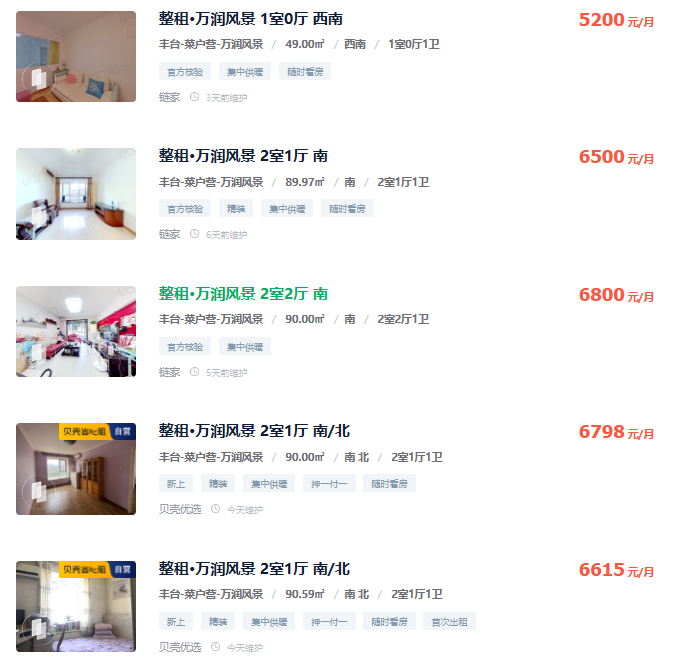 整租·万润风景 1室0厅 西南
5200 元/月
丰台-菜户营-万润风景 / 49.00㎡ / 西南 / 1室0厅1卫
官方核验 集中供暖 随时看房
链家 3天前维护
整租·万润风景 2室1厅 南
6500 元/月
丰台-菜户营-万润风景 / 89.97㎡ / 南 / 2室1厅1卫
官方核验 精装 集中供暖 随时看房
链家 6天前维护
整租·万润风景 2室2厅 南
6800 元/月
丰台-菜户营-万润风景 / 90.00㎡ / 南 / 2室2厅1卫
官方核验 集中供暖
链家 5天前维护
贝壳省心租 自营
整租·万润风景 2室1厅 南/北
6798 元/月
丰台-菜户营-万润风景 / 90.00㎡ / 南 北 / 2室1厅1卫
新上 精装 集中供暖 押一付一 随时看房
贝壳优选 今天维护
贝壳省心租 自营
整租·万润风景 2室1厅 南/北
6615 元/月
丰台-菜户营-万润风景 / 90.59㎡ / 南 北 / 2室1厅1卫
新上 精装 集中供暖 押一付一 随时看房 首次出租
贝壳优选 今天维护